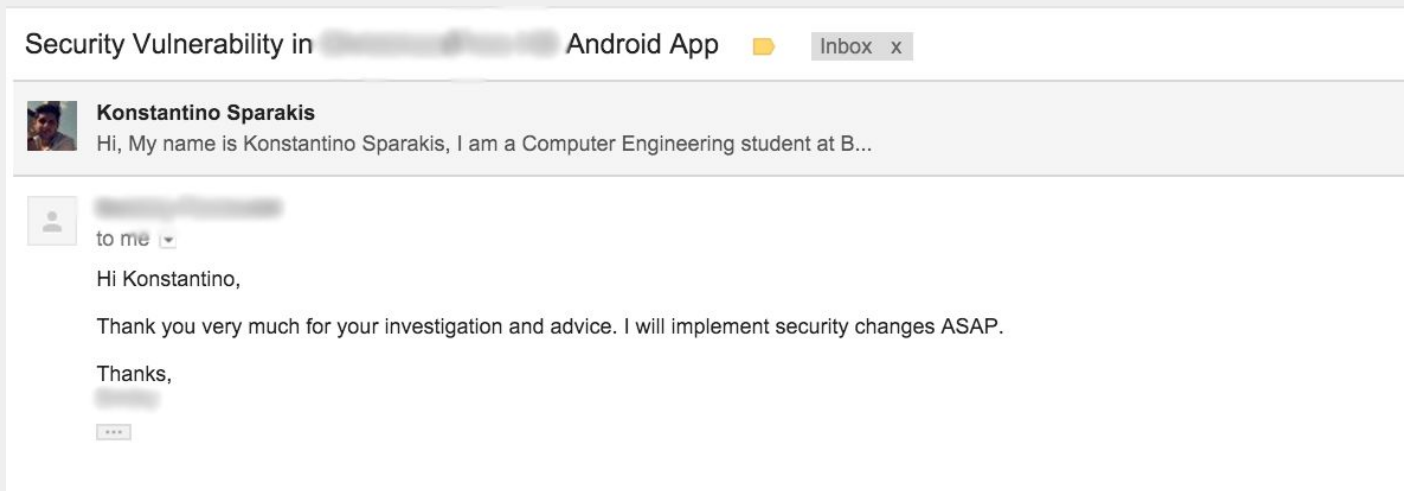 Security Vulnerability in Android App Inbox x
Konstantino Sparakis
Hi, My name is Konstantino Sparakis, I am a Computer Engineering student at B...
to me
Hi Konstantino,
Thank you very much for your investigation and advice. I will implement security changes ASAP.
Thanks,
...